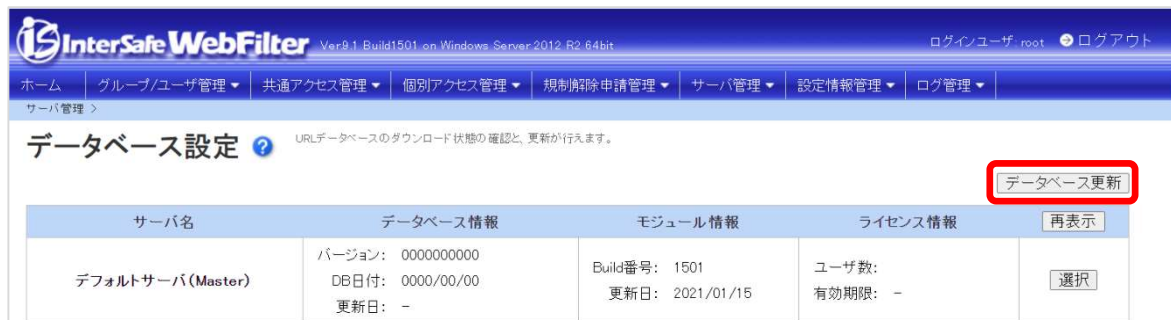 InterSafe WebFilter Ver9.1 Build1501 on Windows Server 2012 R2 64bit ログインユーザ: root ログアウト
ホーム グループ/ユーザ管理▼ 共通アクセス管理▼ 個別アクセス管理▼ 規制解除申請管理▼ サーバ管理▼ 設定情報管理▼ ログ管理▼
サーバ管理 >
データベース設定 ? URLデータベースのダウンロード状態の確認と、更新が行えます。
データベース更新
サーバ名 データベース情報 モジュール情報 ライセンス情報 再表示
デフォルトサーバ(Master)
バージョン: 0000000000
DB日付: 0000/00/00
更新日: -
Build番号: 1501
更新日: 2021/01/15
ユーザ数:
有効期限: -
選択